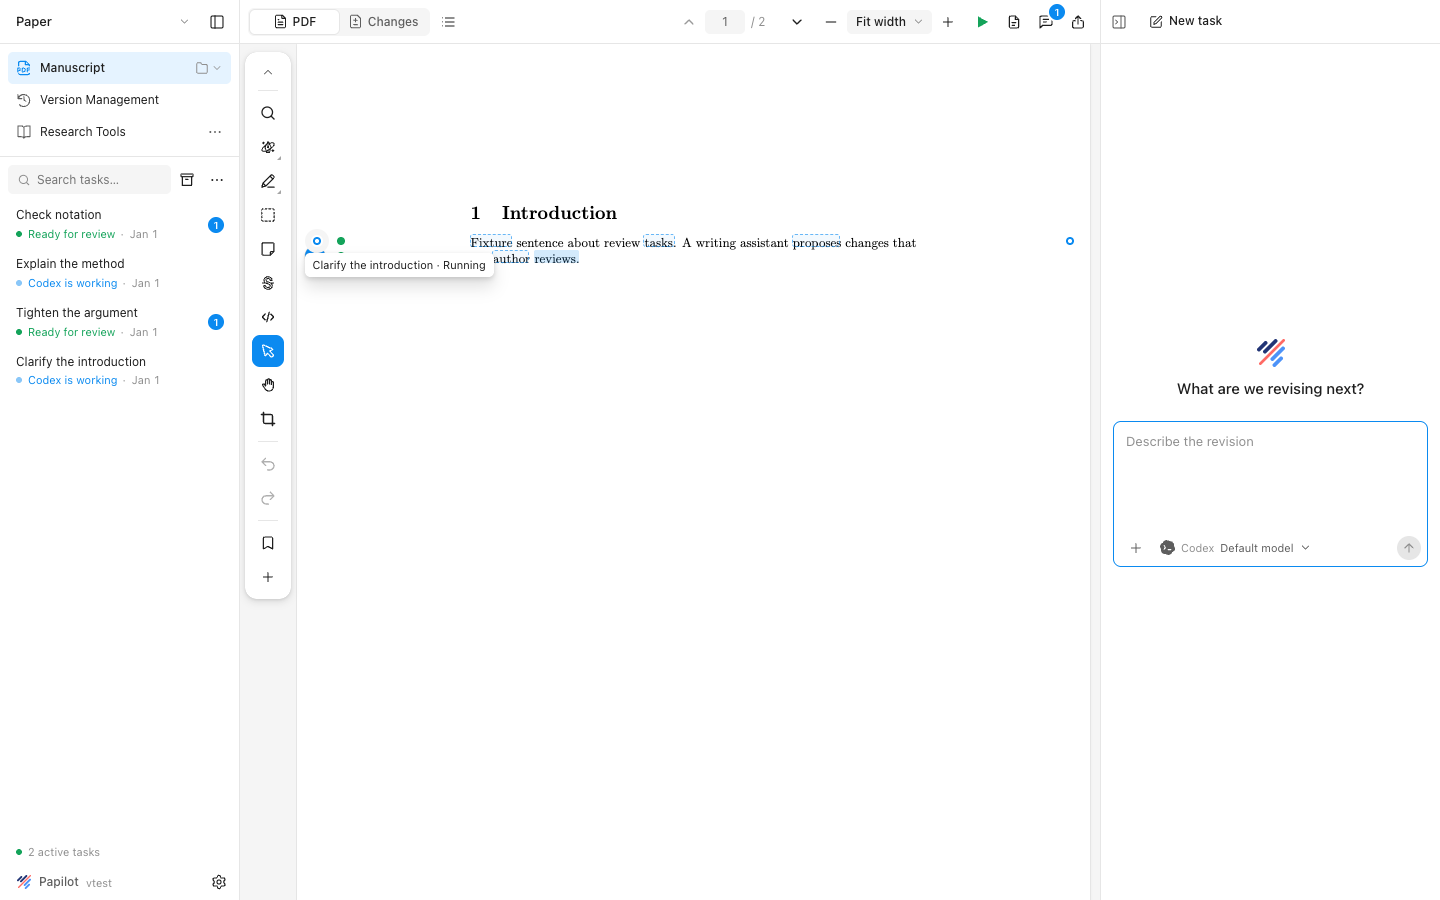 Paper
PDF
Changes
1 / 2
Fit width
1
New task
Manuscript
Version Management
Research Tools
Search tasks...
Check notation
Ready for review · Jan 1
1
Explain the method
Codex is working · Jan 1
Tighten the argument
Ready for review · Jan 1
1
Clarify the introduction
Codex is working · Jan 1
2 active tasks
Papilot vtest
1 Introduction
Fixture sentence about review tasks. A writing assistant proposes changes that
author reviews.
Clarify the introduction · Running
What are we revising next?
Describe the revision
Codex Default model